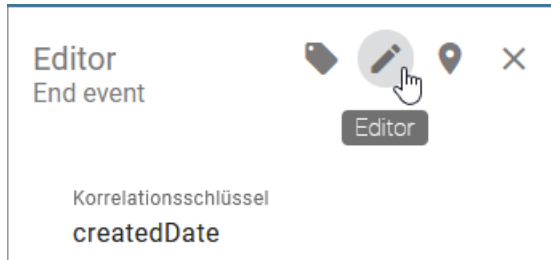 Editor
End event
Editor
Korrelationsschlüssel
createdDate